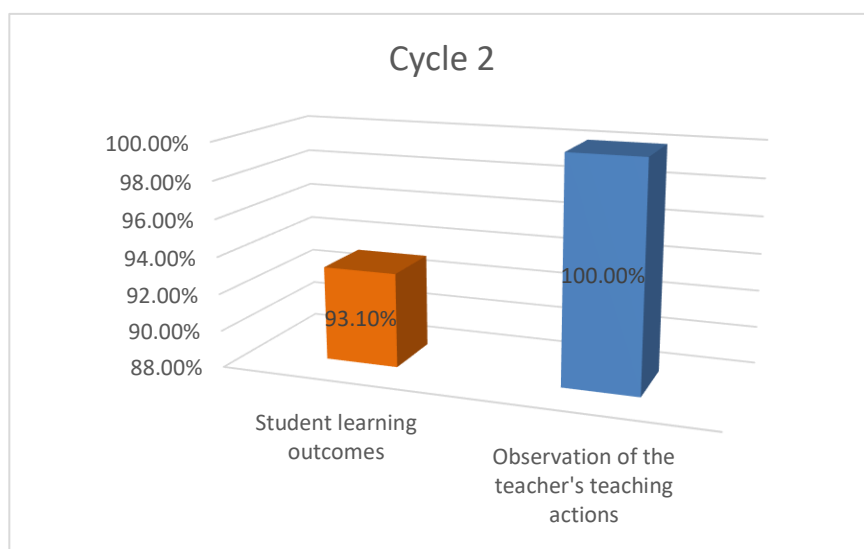 Cycle 2
100.00%
98.00%
96.00%
94.00%
92.00%
90.00%
88.00%
93.10%
100.00%
Student learning
outcomes
Observation of the
teacher's teaching
actions